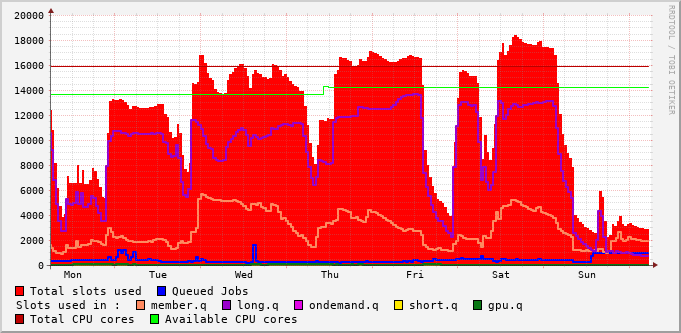 20000
18000
16000
14000
12000
10000
8000
6000
4000
2000
0
Mon Tue Wed Thu Fri Sat Sun
RRDTOOL / TOBI OETIKER
Total slots used Queued Jobs
Slots used in : member.q long.q ondemand.q short.q gpu.q
Total CPU cores Available CPU cores